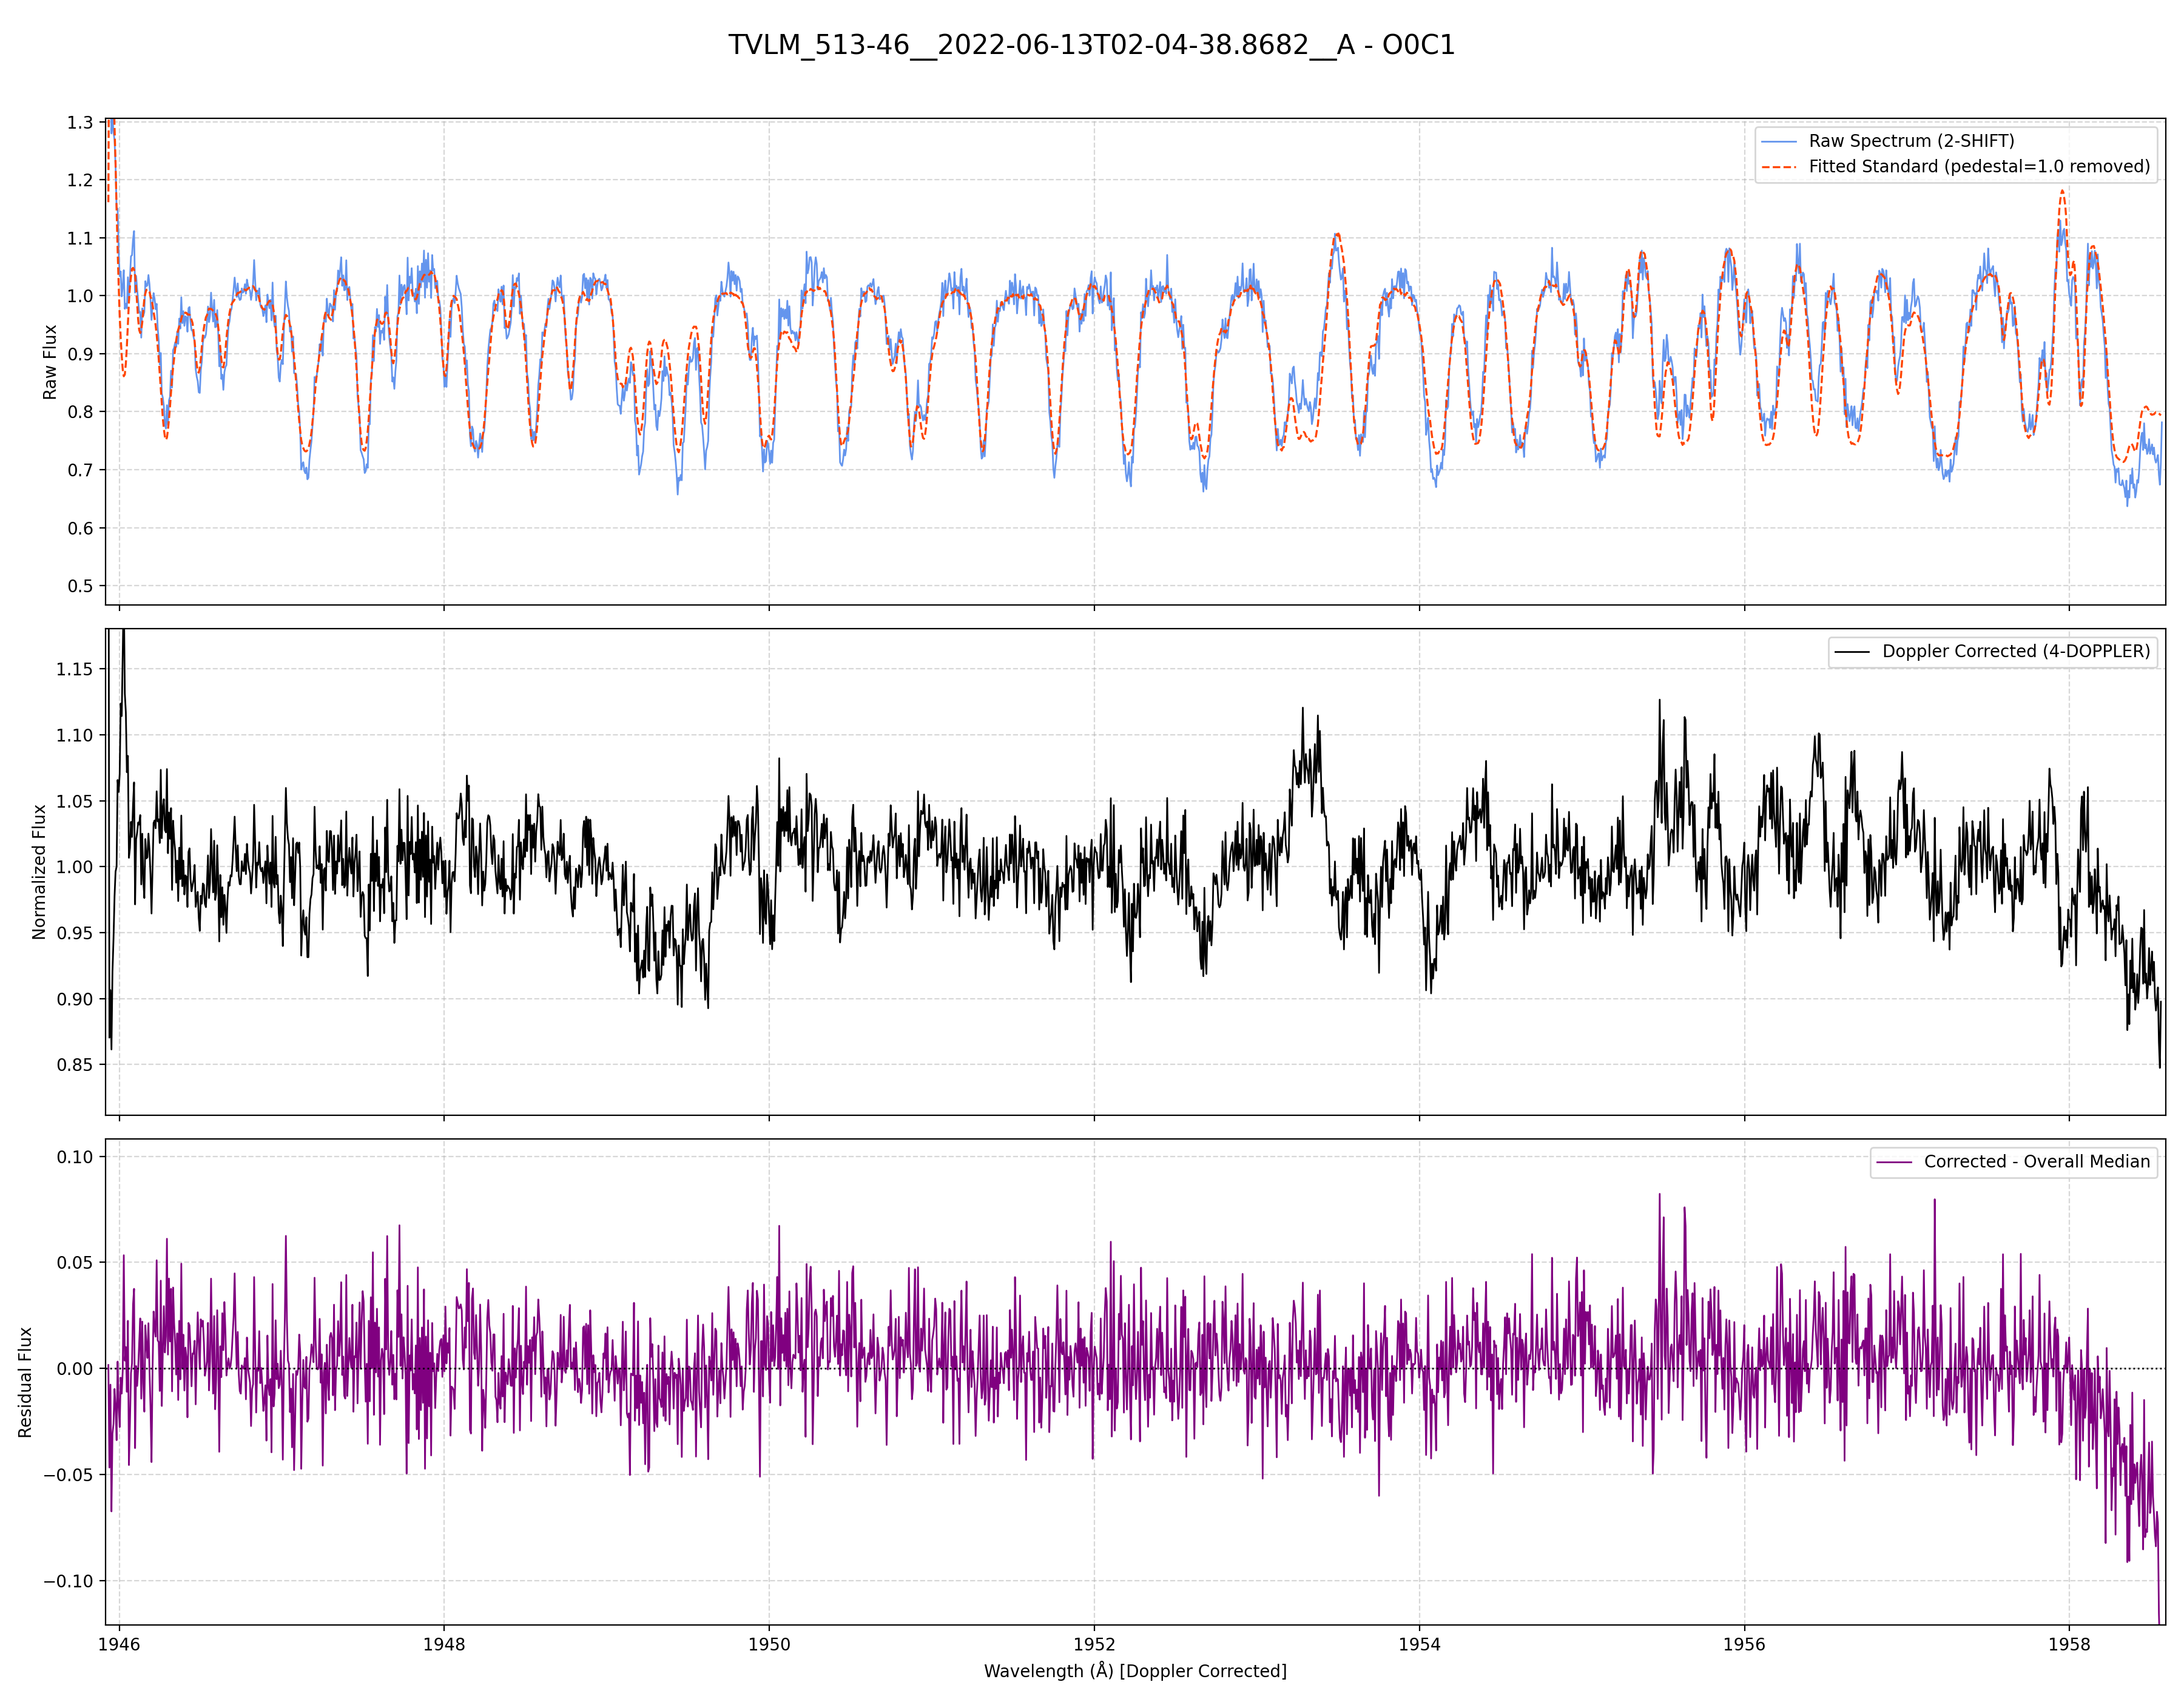 TVLM_513-46__2022-06-13T02-04-38.8682__A - O0C1
1.3
1.2
1.1
1.0
0.9
0.8
0.7
0.6
0.5
Raw Flux
Raw Spectrum (2-SHIFT)
Fitted Standard (pedestal=1.0 removed)
1.15
1.10
1.05
1.00
0.95
0.90
0.85
Normalized Flux
Doppler Corrected (4-DOPPLER)
0.10
0.05
0.00
−0.05
−0.10
Residual Flux
Corrected - Overall Median
1946 1948 1950 1952 1954 1956 1958
Wavelength (Å) [Doppler Corrected]